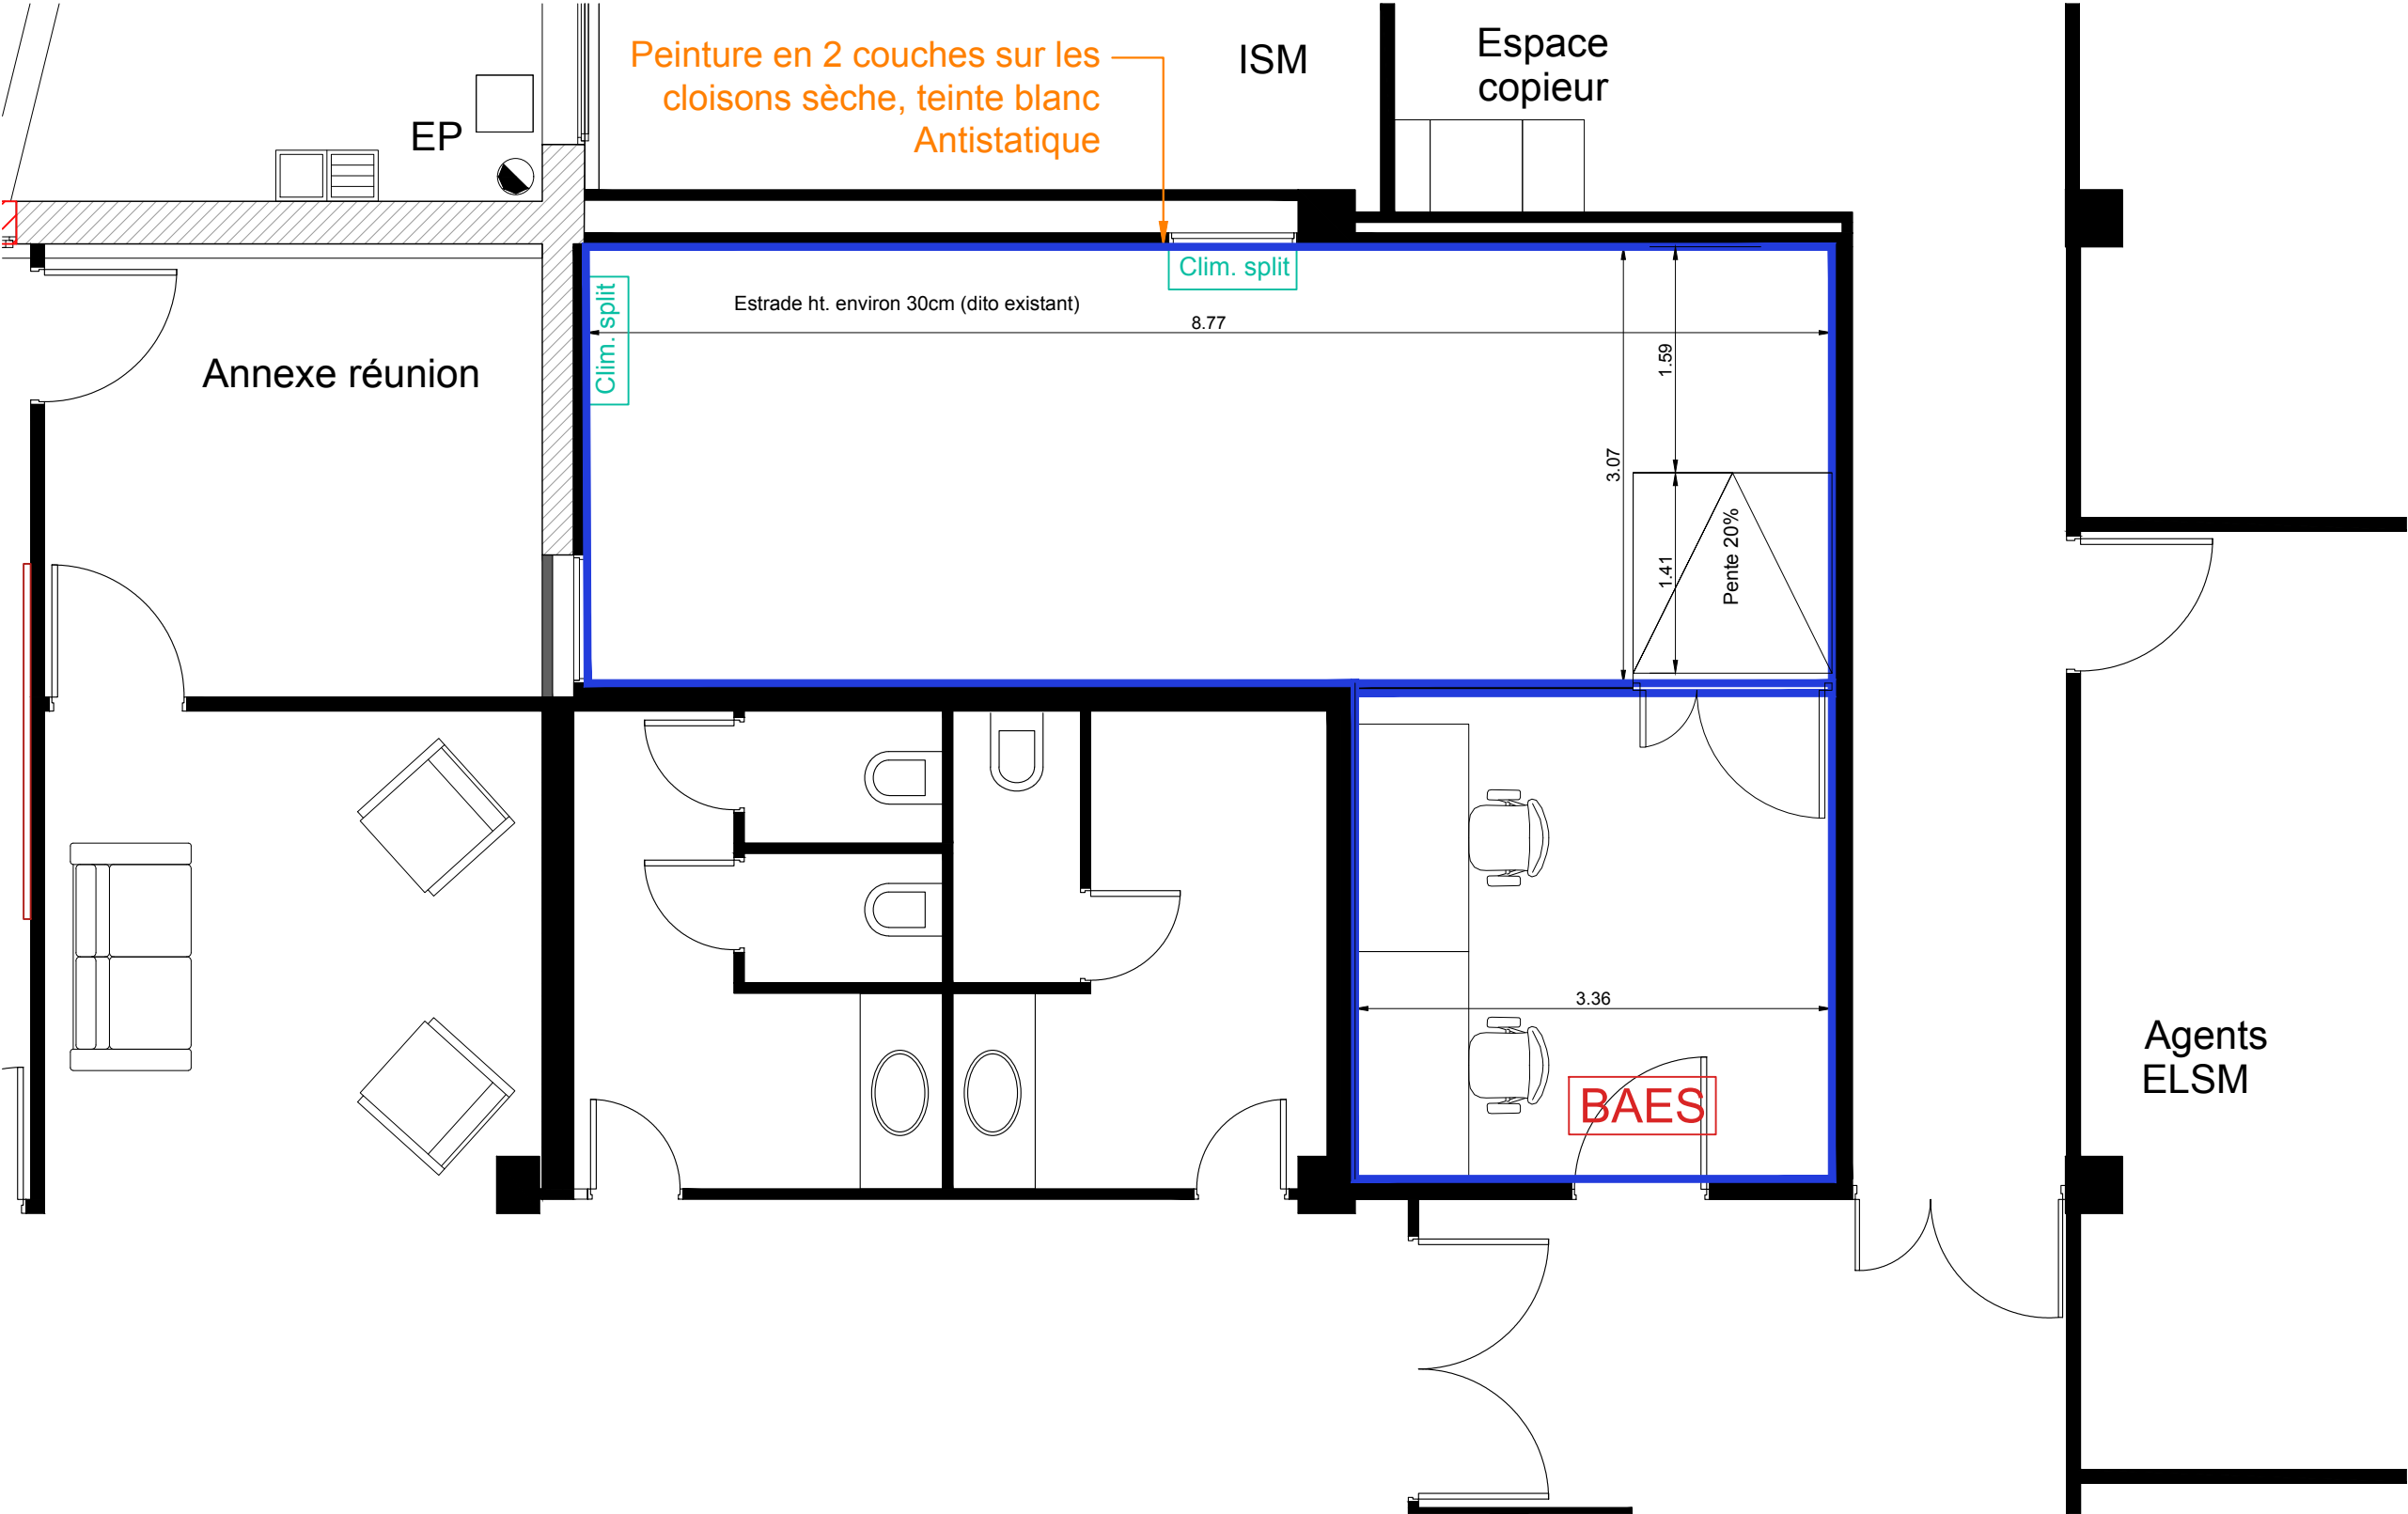 Peinture en 2 couches sur les
cloisons sèche, teinte blanc
Antistatique
ISM
Espace
copieur
EP
Clim. split
Clim. split
Estrade ht. environ 30cm (dito existant)
8.77
1.59
Annexe réunion
3.07
1.41
Pente 20%
3.36
BAES
Agents
ELSM